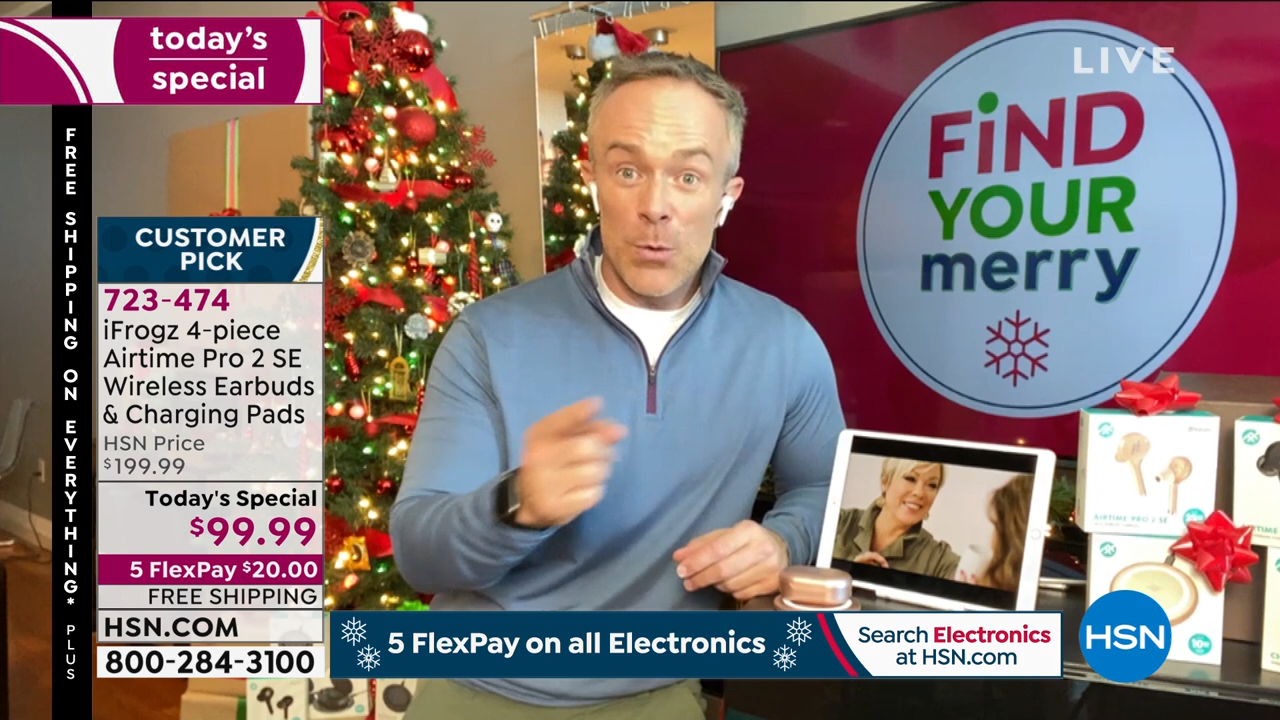 today's
special
FREE SHIPPING ON EVERYTHING* PLUS
CUSTOMER
PICK
723-474
iFrogz 4-piece
Airtime Pro 2 SE
Wireless Earbuds
& Charging Pads
HSN Price
$199.99
Today's Special
$99.99
5 FlexPay $20.00
FREE SHIPPING
HSN.COM
800-284-3100
LIVE
FiND
YOUR
merry
AIRTIME PRO 2 SE
5 FlexPay on all Electronics
Search Electronics
at HSN.com
HSN